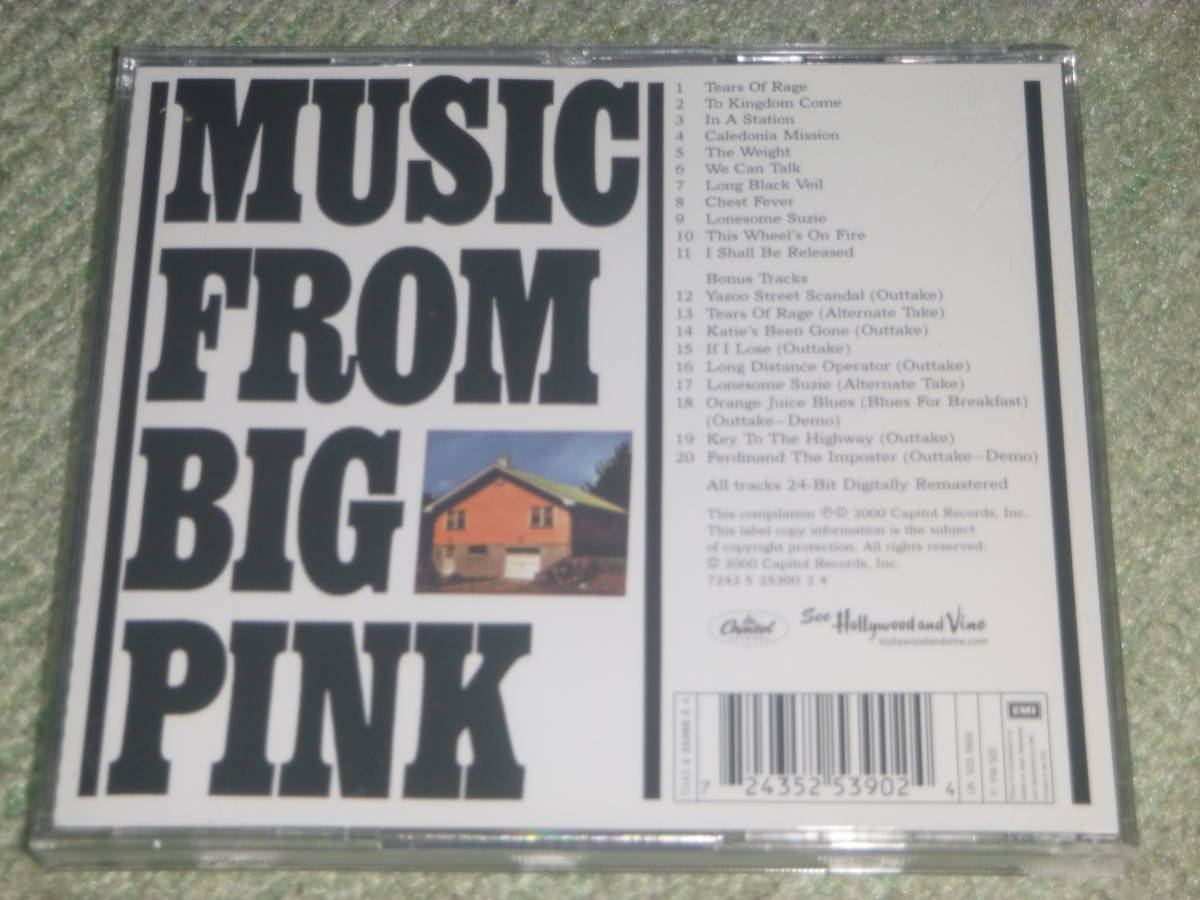 MUSIC
FROM
BIG
PINK
1 Tears Of Rage
2 To Kingdom Come
3 In A Station
4 Caledonia Mission
5 The Weight
6 We Can Talk
7 Long Black Veil
8 Chest Fever
9 Lonesome Suzie
10 This Wheel's On Fire
11 I Shall Be Released
Bonus Tracks
12 Yazoo Street Scandal (Outtake)
13 Tears Of Rage (Alternate Take)
14 Katie's Been Gone (Outtake)
15 If I Lose (Outtake)
16 Long Distance Operator (Outtake)
17 Lonesome Suzie (Alternate Take)
18 Orange Juice Blues (Blues For Breakfast)
(Outtake–Demo)
19 Key To The Highway (Outtake)
20 Ferdinand The Imposter (Outtake–Demo)
All tracks 24-Bit Digitally Remastered
This compilation ℗© 2000 Capitol Records, Inc.
This label copy information is the subject
of copyright protection. All rights reserved.
© 2000 Capitol Records, Inc.
7243 5 25390 2 4
Capitol
See Hollywood and Vine
hollywoodandvine.com
7243 5 25390 2 4
7 24352 53902 4
EMI